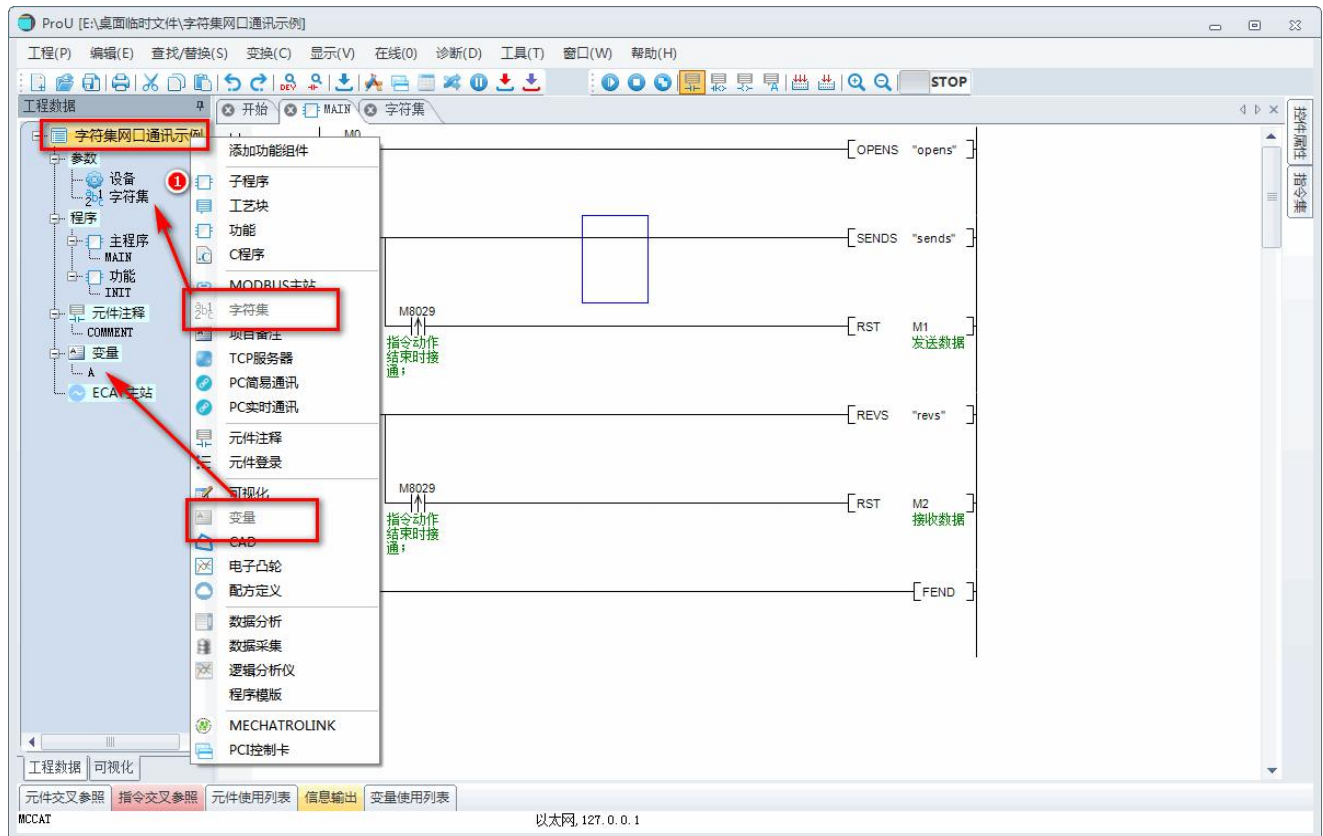 ProU [E:\桌面临时文件\字符集网口通讯示例]
工程(P) 编辑(E) 查找/替换(S) 变换(C) 显示(V) 在线(O) 诊断(D) 工具(T) 窗口(W) 帮助(H)
DEV STOP
工程数据
开始 MAIN 字符集
字符集网口通讯示例
参数
设备
字符集
程序
主程序
MAIN
功能
INIT
元件注释
COMMENT
变量
A
ECAT主站
1
添加功能组件
子程序
工艺块
功能
C程序
MODBUS主站
字符集
项目备注
TCP服务器
PC简易通讯
PC实时通讯
元件注释
元件登录
可视化
变量
CAD
电子凸轮
配方定义
数据分析
数据采集
逻辑分析仪
程序模版
MECHATROLINK
PCI控制卡
M0
OPENS "opens"
SENDS "sends"
M8029
指令动作
结束时接
通;
RST M1
发送数据
REVS "revs"
M8029
指令动作
结束时接
通;
RST M2
接收数据
FEND
控件属性
指令集
工程数据 可视化
元件交叉参照 指令交叉参照 元件使用列表 信息输出 变量使用列表
MCCAT 以太网,127.0.0.1